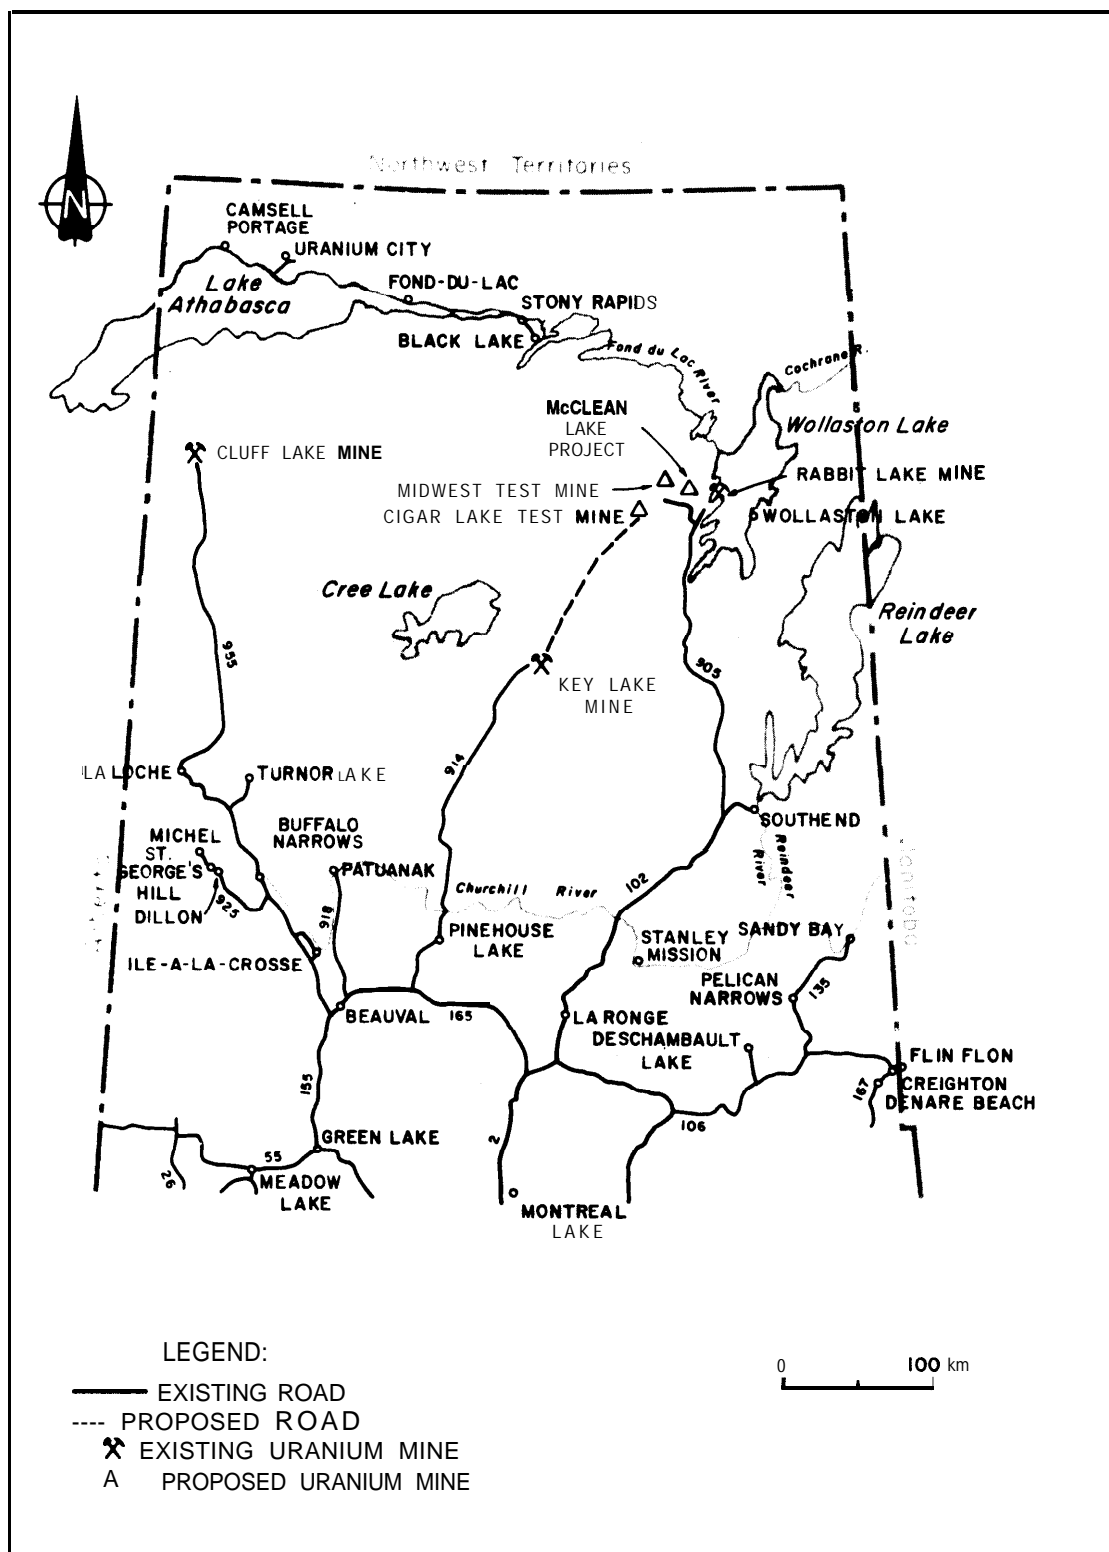 Northwest Territories
N
CAMSELL
PORTAGE
URANIUM CITY
Lake
Athabasca
FOND-DU-LAC
STONY RAPIDS
BLACK LAKE
Fond du Lac River
Cochrane R.
McCLEAN
LAKE
PROJECT
Wollaston Lake
CLUFF LAKE MINE
RABBIT LAKE MINE
MIDWEST TEST MINE
CIGAR LAKE TEST MINE
WOLLASTON LAKE
Cree Lake
Reindeer
Lake
955
905
KEY LAKE
MINE
914
LA LOCHE
TURNOR LAKE
SOUTHEND
BUFFALO
NARROWS
MICHEL
ST.
GEORGE'S
HILL
DILLON
925
PATUANAK
918
Churchill River
102
Reindeer
River
Manitoba
PINEHOUSE
LAKE
STANLEY
MISSION
SANDY BAY
ILE-A-LA-CROSSE
PELICAN
NARROWS
135
BEAUVAL
165
LA RONGE
DESCHAMBAULT
LAKE
FLIN FLON
CREIGHTON
DENARE BEACH
167
155
106
2
GREEN LAKE
55
26
MEADOW
LAKE
MONTREAL
LAKE
LEGEND:
EXISTING ROAD
PROPOSED ROAD
EXISTING URANIUM MINE
A PROPOSED URANIUM MINE
0 100 km